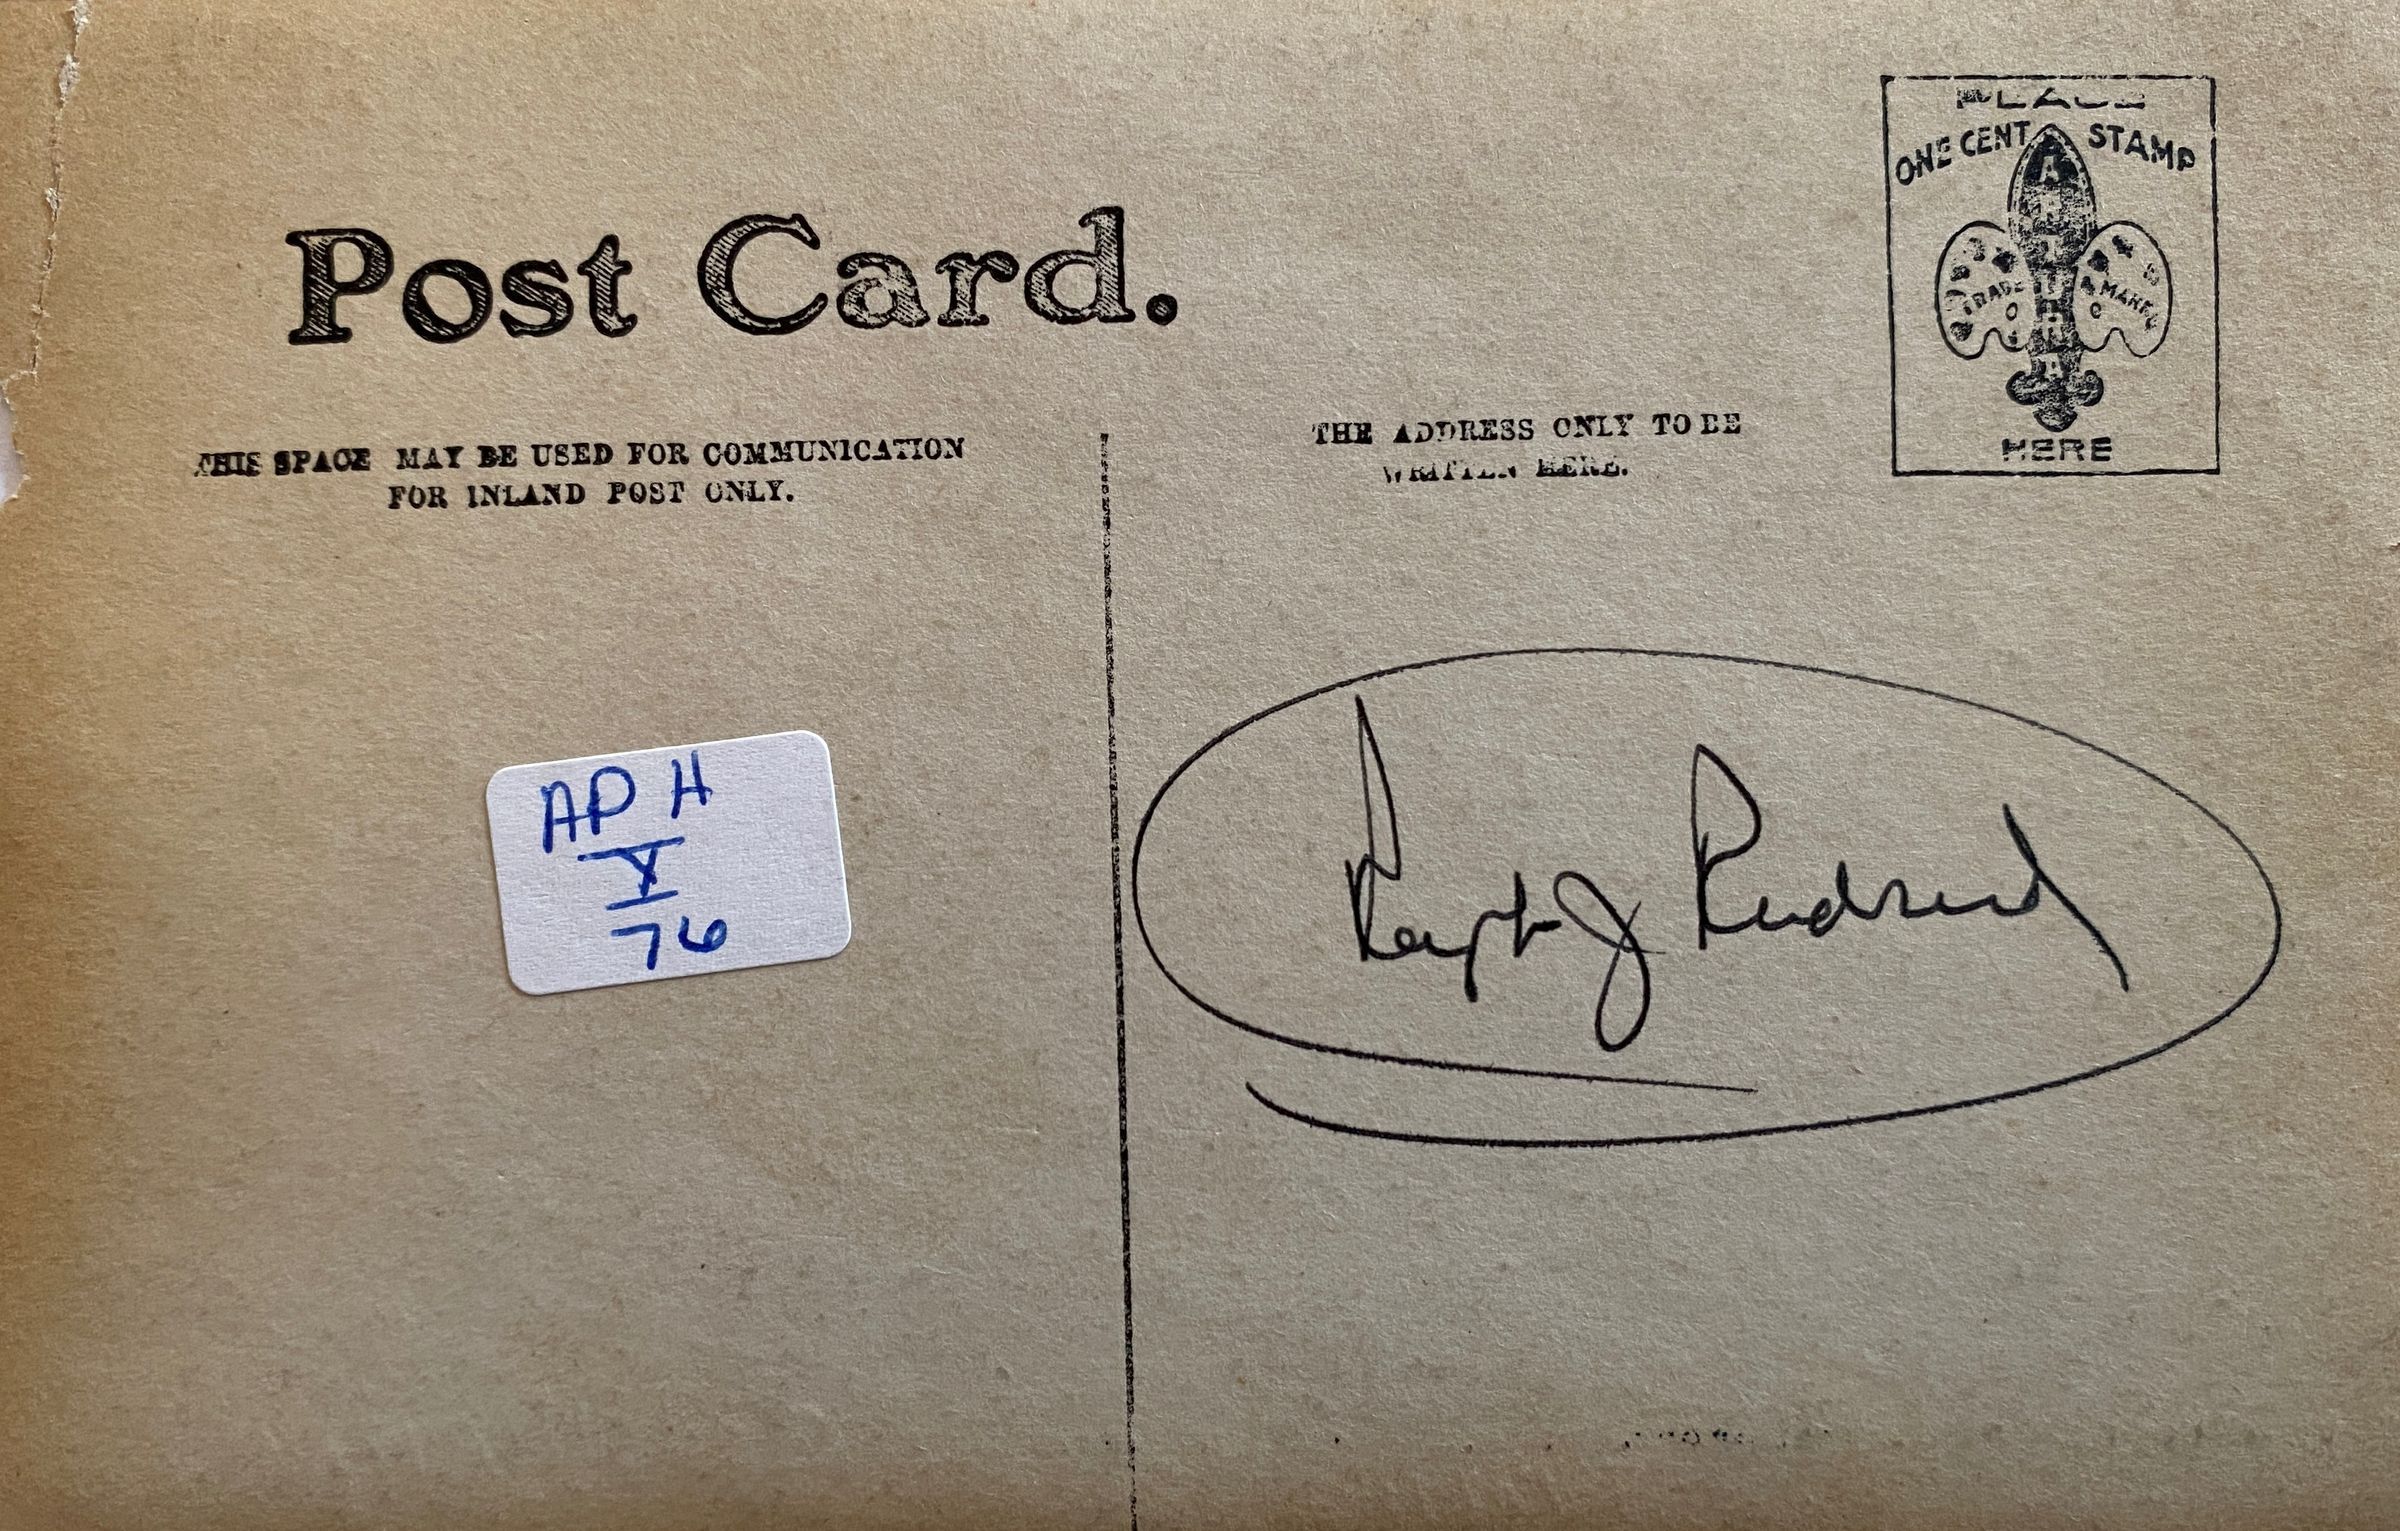 Post Card.
PLACE
ONE CENT STAMP
TRADE MARK
HERE
THIS SPACE MAY BE USED FOR COMMUNICATION
FOR INLAND POST ONLY.
THE ADDRESS ONLY TO BE
WRITTEN HERE.
AP H
X
76
J